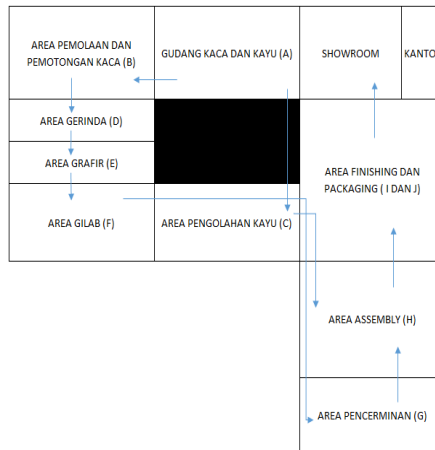 AREA PEMOLAAN DAN
PEMOTONGAN KACA (B)
GUDANG KACA DAN KAYU (A)
SHOWROOM
KANTO
AREA GERINDA (D)
AREA GRAFIR (E)
AREA FINISHING DAN
PACKAGING ( I DAN J)
AREA GILAB (F)
AREA PENGOLAHAN KAYU (C)
AREA ASSEMBLY (H)
AREA PENCERMINAN (G)